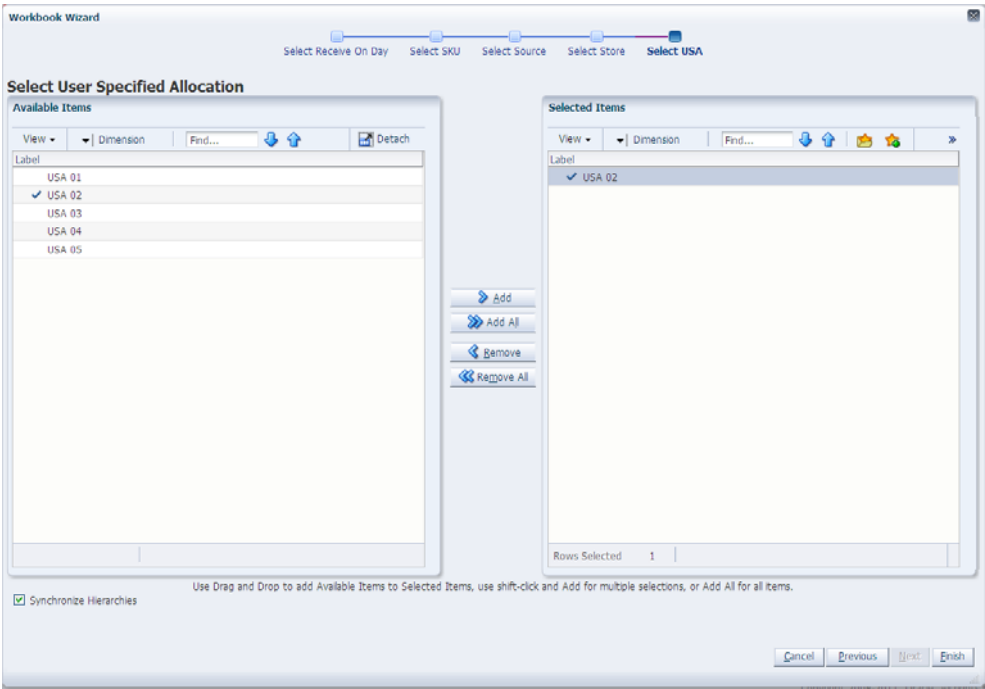 Workbook Wizard
Select Receive On Day Select SKU Select Source Select Store Select USA
Select User Specified Allocation
Available Items
View Dimension Find... Detach
Label
USA 01
USA 02
USA 03
USA 04
USA 05
Add
Add All
Remove
Remove All
Selected Items
View Dimension Find... »
Label
USA 02
Rows Selected 1
Use Drag and Drop to add Available Items to Selected Items, use shift-click and Add for multiple selections, or Add All for all items.
Synchronize Hierarchies
Cancel Previous Next Finish